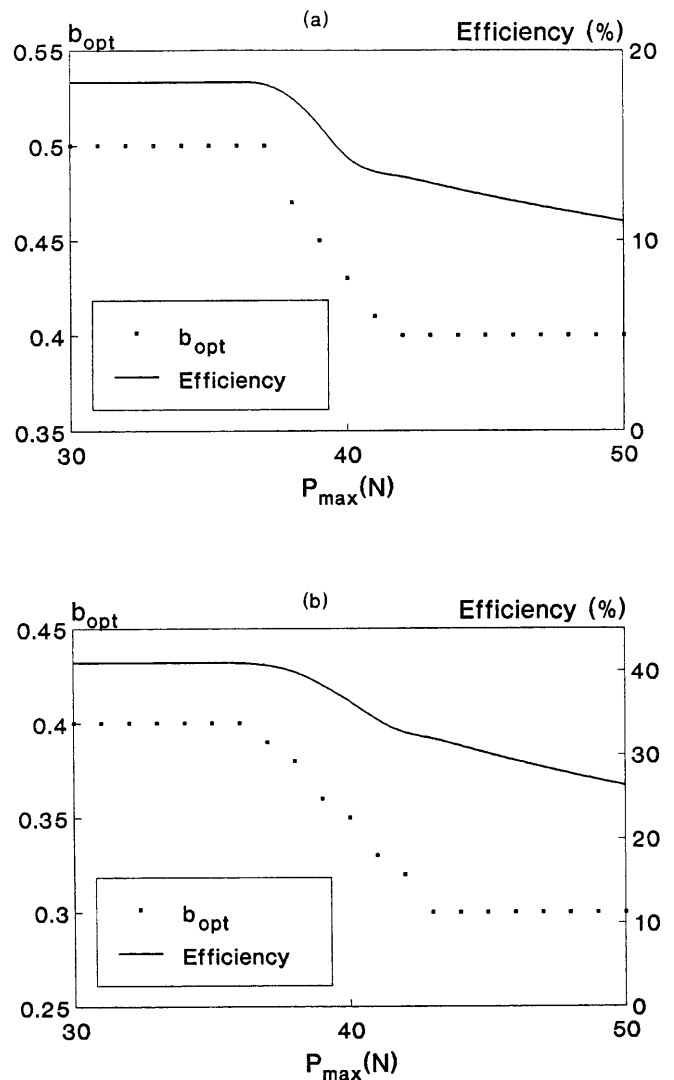 (a)
b_opt Efficiency (%)
0.55 20
0.5
0.45 10
0.4
0.35 0
b_opt
Efficiency
30 40 50
P_max(N)
(b)
b_opt Efficiency (%)
0.45
40
0.4
30
0.35
20
0.3 10
0.25 0
b_opt
Efficiency
30 40 50
P_max(N)